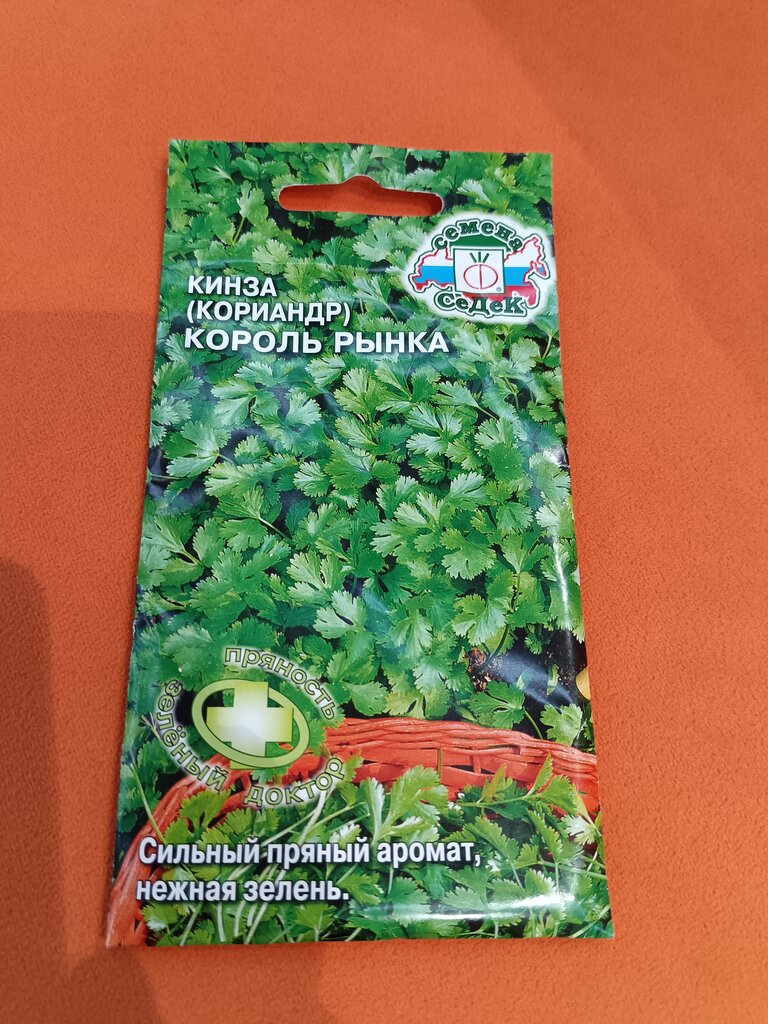 семена
СеДеК
КИНЗА
(КОРИАНДР)
КОРОЛЬ РЫНКА
пряность
зелёный доктор
Сильный пряный аромат,
нежная зелень.